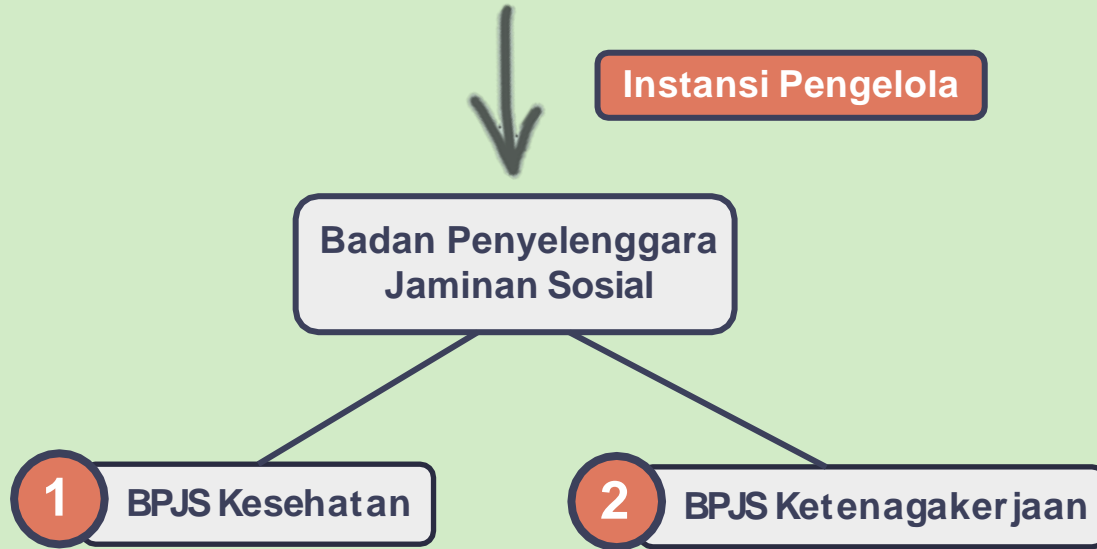 Instansi Pengelola
Badan Penyelenggara
Jaminan Sosial
1 BPJS Kesehatan
2 BPJS Ketenagakerjaan